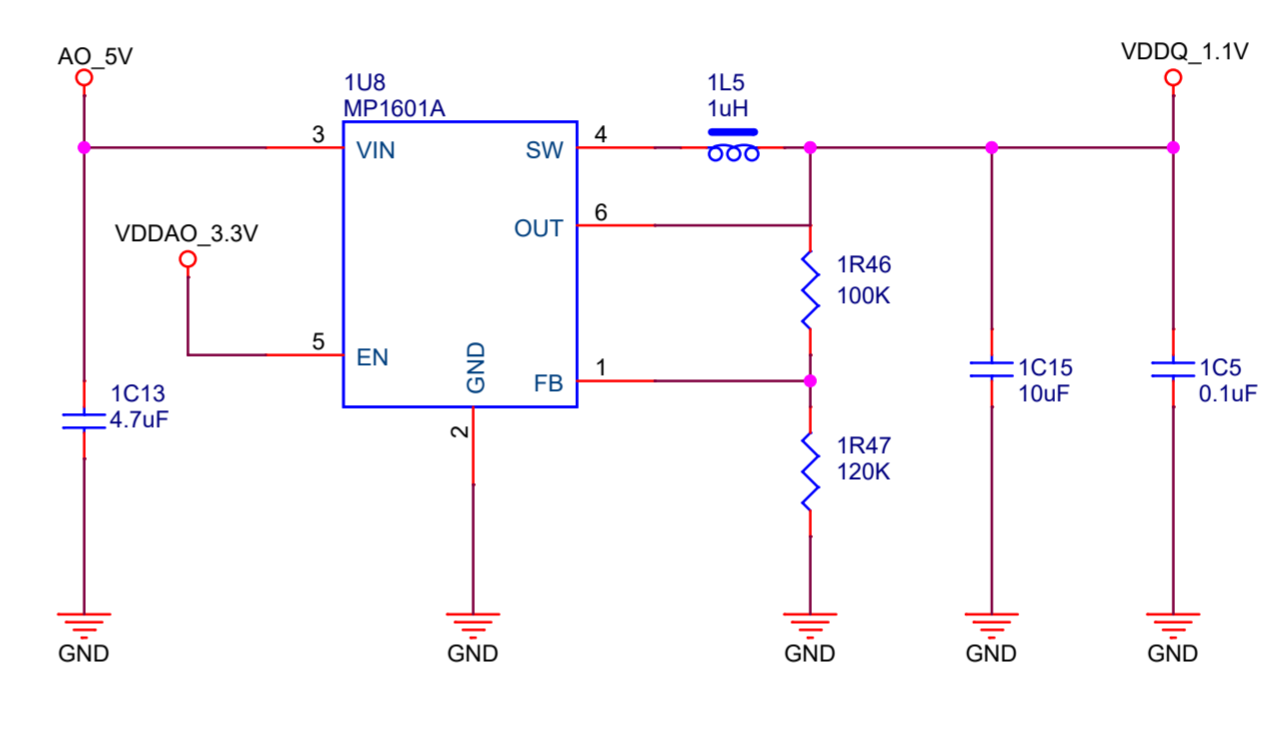 AO_5V
VDDQ_1.1V
1U8
MP1601A
1L5
1uH
3
VIN
SW
4
VDDAO_3.3V
OUT
6
1R46
100K
5
EN
GND
FB
1
2
1C13
4.7uF
1R47
120K
1C15
10uF
1C5
0.1uF
GND
GND
GND
GND
GND